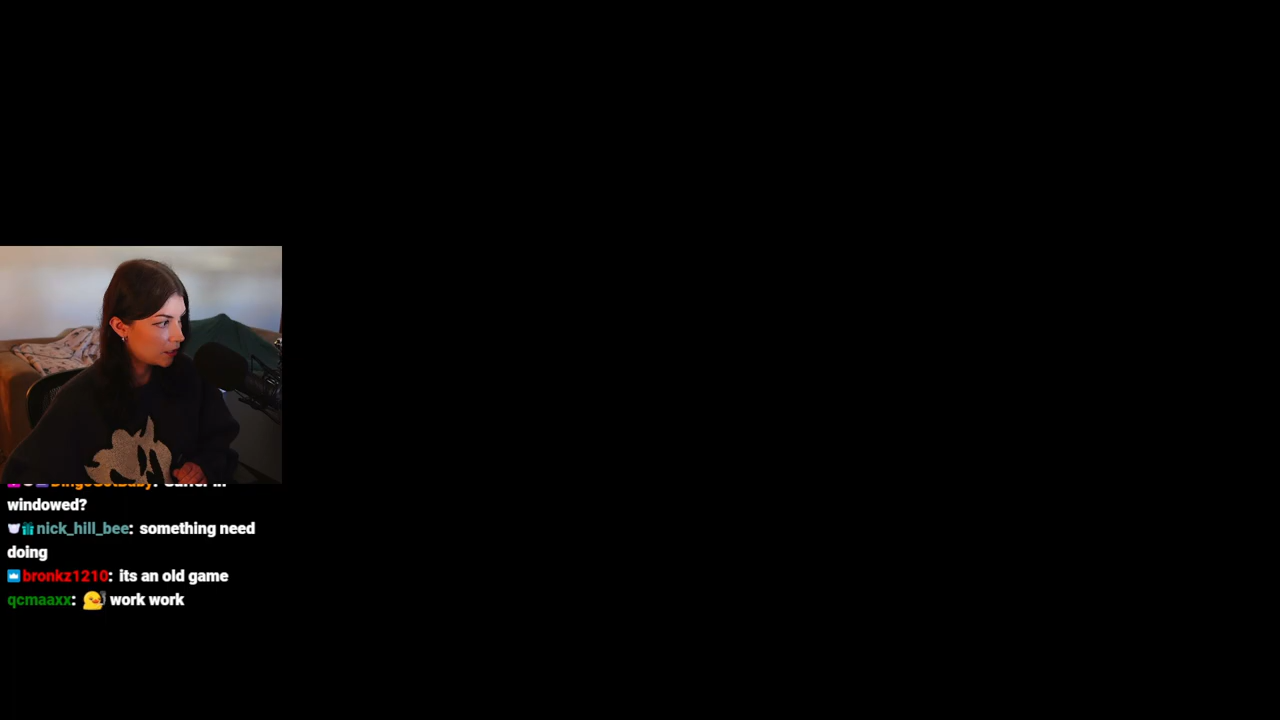 windowed?
nick_hill_bee: something need
doing
bronkz1210: its an old game
qcmaaxx: work work